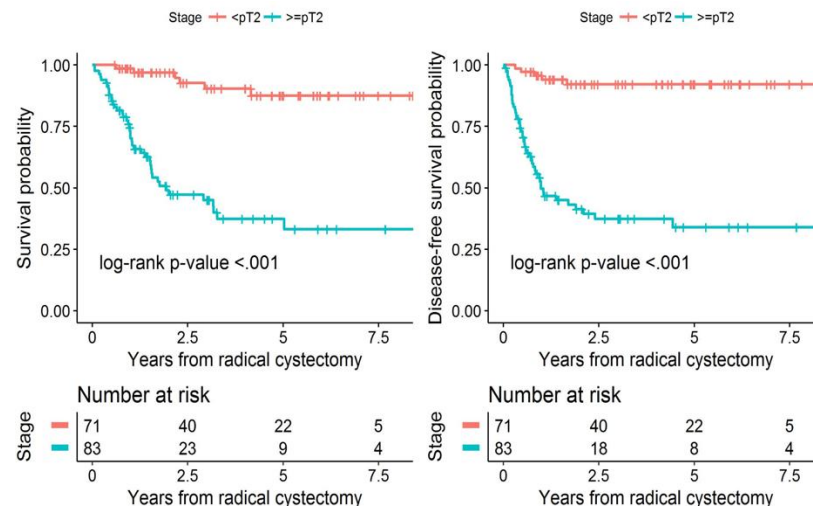 Stage <pT2 >=pT2
Survival probability
1.00
0.75
0.50
0.25
0.00
log-rank p-value <.001
0 2.5 5 7.5
Years from radical cystectomy
Number at risk
Stage
71 40 22 5
83 23 9 4
0 2.5 5 7.5
Years from radical cystectomy
Stage <pT2 >=pT2
Disease-free survival probability
1.00
0.75
0.50
0.25
0.00
log-rank p-value <.001
0 2.5 5 7.5
Years from radical cystectomy
Number at risk
Stage
71 40 22 5
83 18 8 4
0 2.5 5 7.5
Years from radical cystectomy